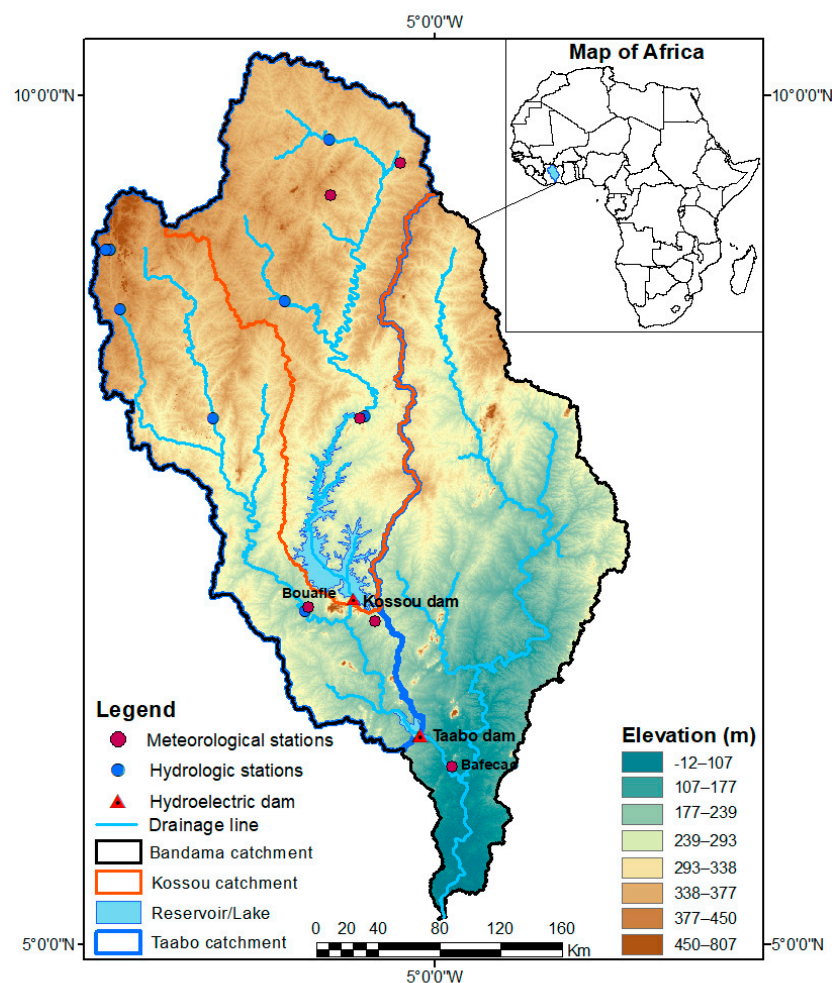 5°0'0"W
Map of Africa
10°0'0"N
10°0'0"N
Bouafle
Kossou dam
Taabo dam
Bafecao
Legend
Meteorological stations
Hydrologic stations
Hydroelectric dam
Drainage line
Bandama catchment
Kossou catchment
Reservoir/Lake
Taabo catchment
Elevation (m)
-12–107
107–177
177–239
239–293
293–338
338–377
377–450
450–807
0 20 40 80 120 160
Km
5°0'0"N
5°0'0"N
5°0'0"W